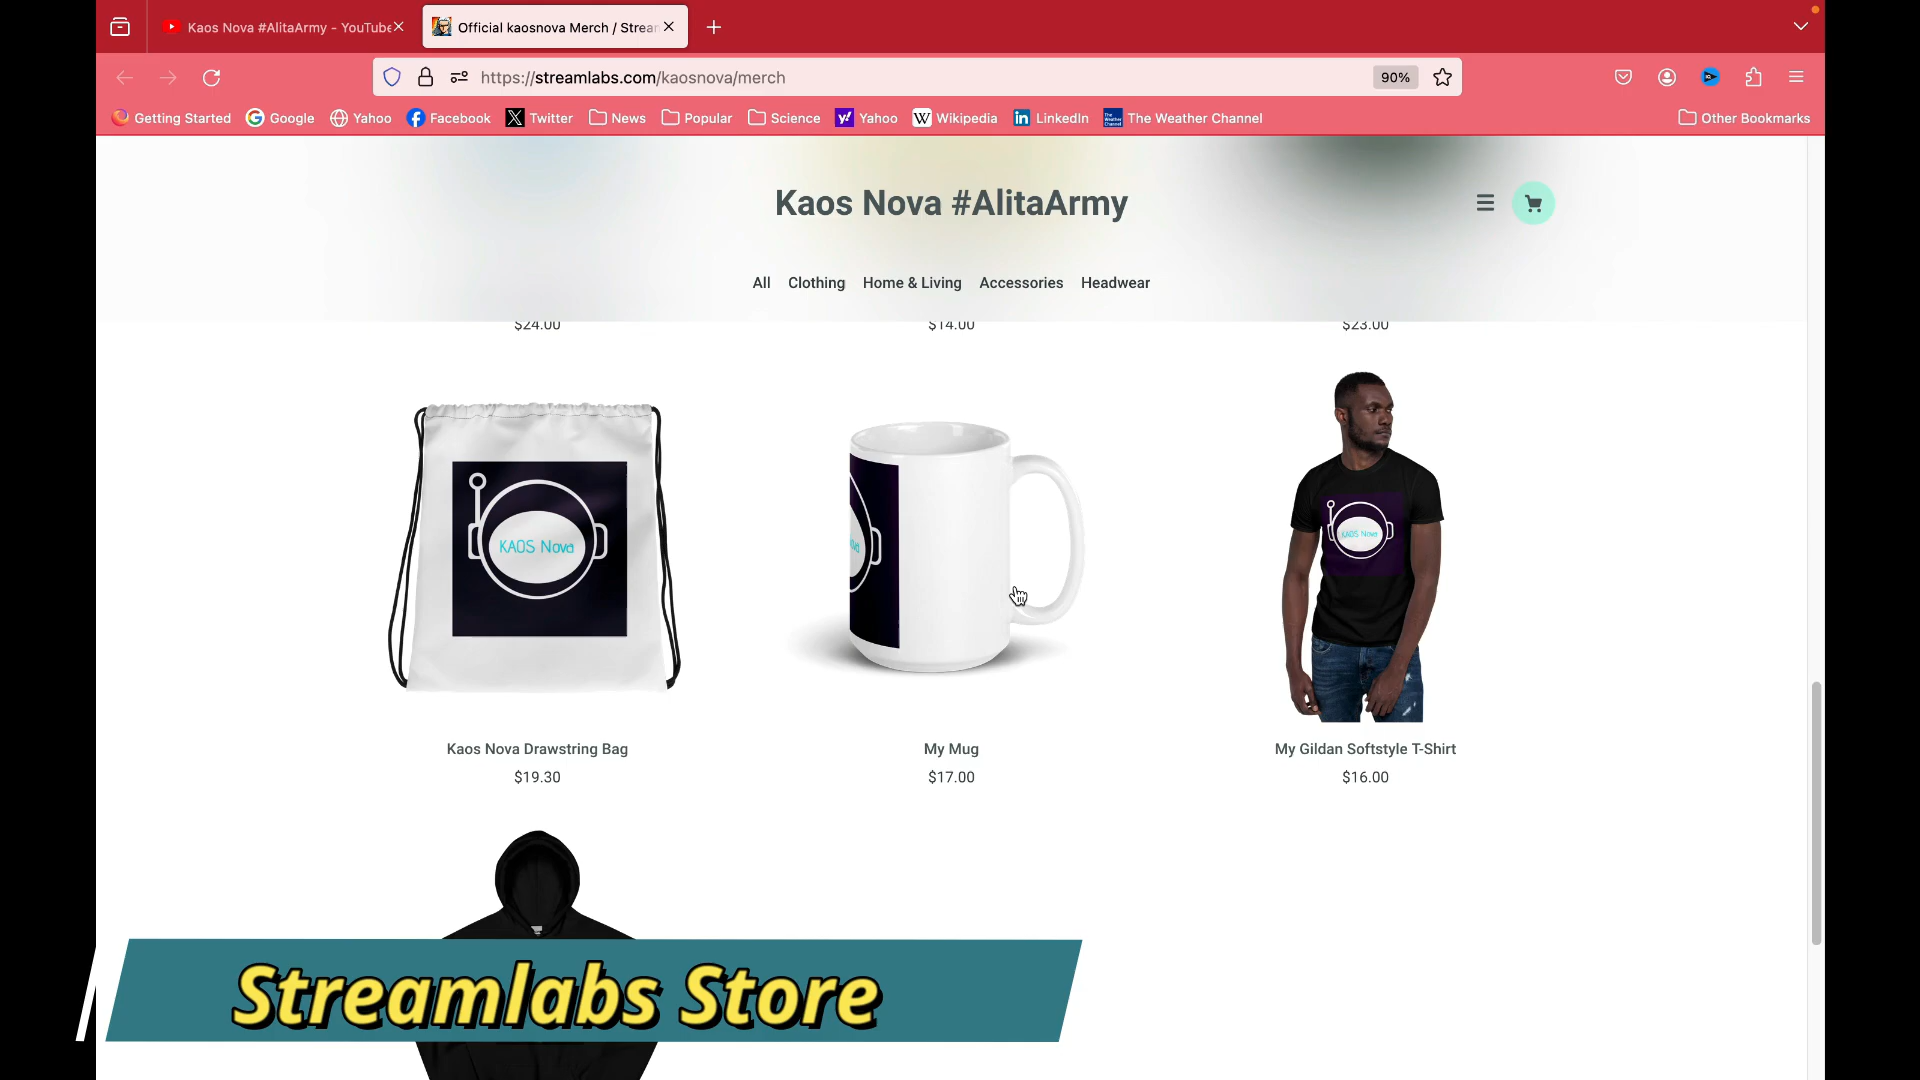 Kaos Nova #AlitaArmy - YouTube
Official kaosnova Merch / Strea
https://streamlabs.com/kaosnova/merch
90%
Getting Started
Google
Yahoo
Facebook
Twitter
News
Popular
Science
Yahoo
Wikipedia
LinkedIn
The Weather Channel
Other Bookmarks
Kaos Nova #AlitaArmy
All
Clothing
Home & Living
Accessories
Headwear
$24.00
$14.00
$23.00
KAOS Nova
KAOS Nova
Kaos Nova Drawstring Bag
My Mug
My Gildan Softstyle T-Shirt
$19.30
$17.00
$16.00
Streamlabs Store